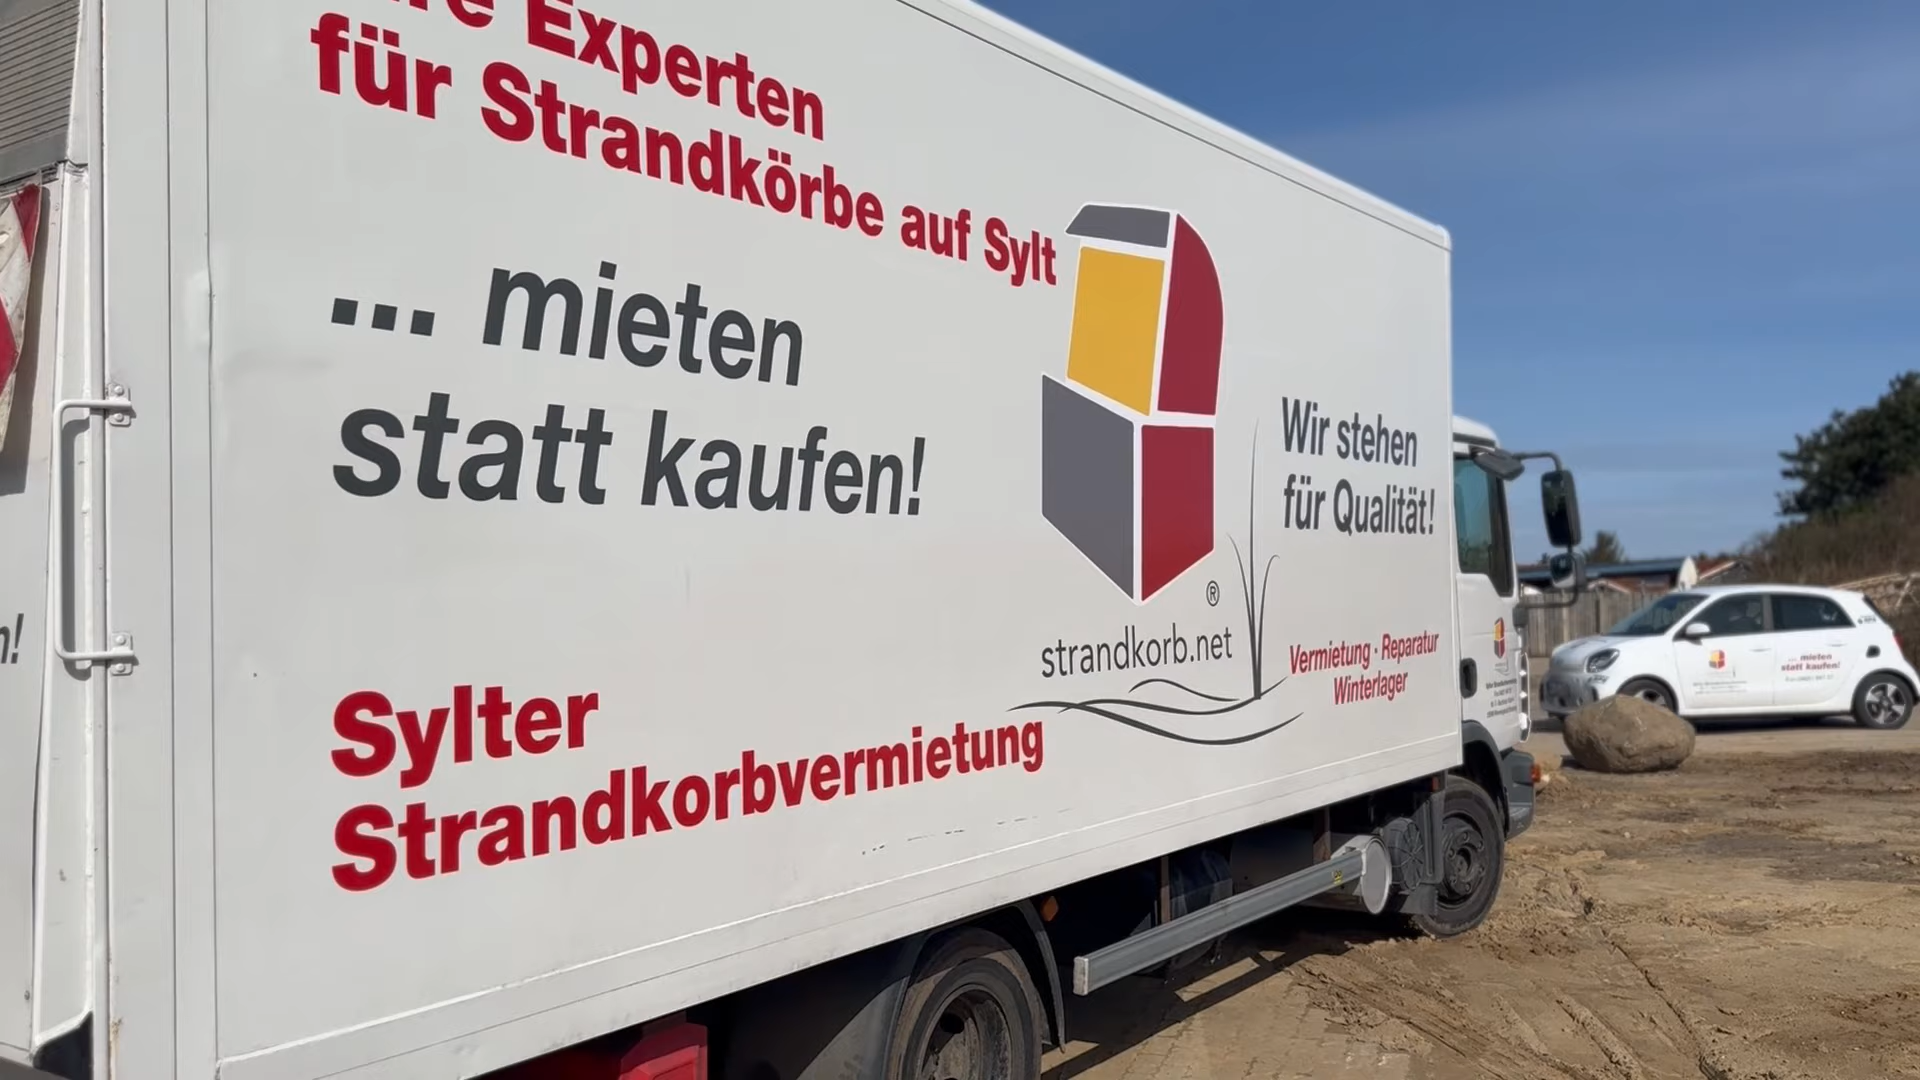 Ihre Experten
für Strandkörbe auf Sylt
... mieten
statt kaufen!
Wir stehen
für Qualität!
®
strandkorb.net
Vermietung · Reparatur
Winterlager
Sylter
Strandkorbvermietung
n!
... mieten
statt kaufen!